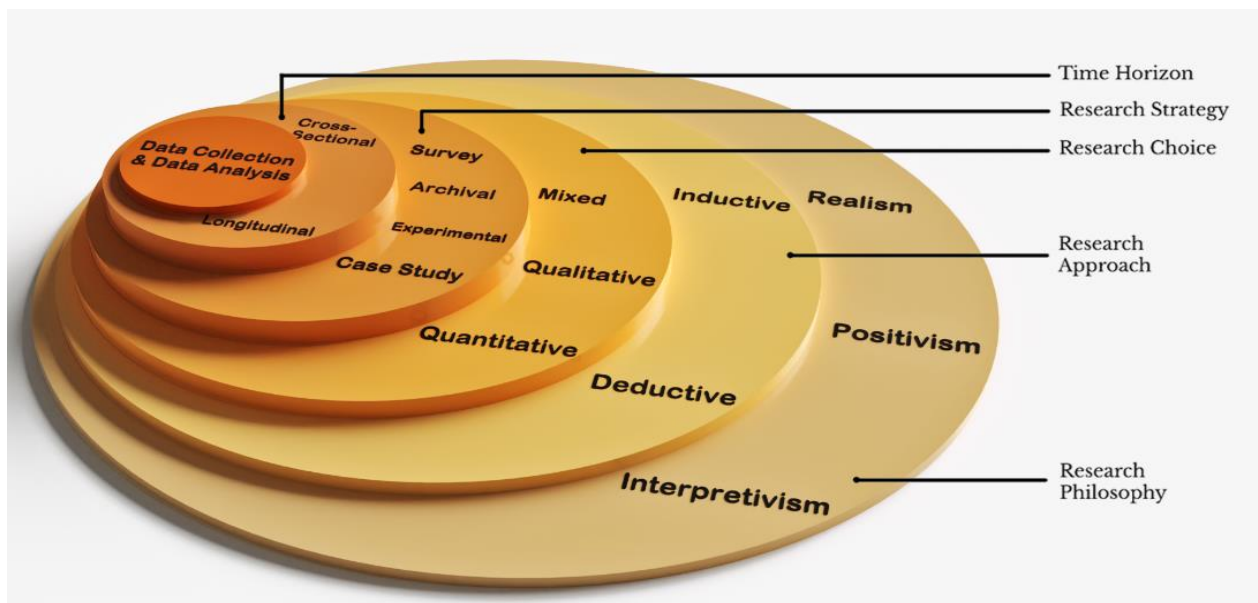 Time Horizon
Research Strategy
Research Choice
Research
Approach
Research
Philosophy
Data Collection
& Data Analysis
Cross-
Sectional
Longitudinal
Survey
Archival
Experimental
Case Study
Mixed
Qualitative
Quantitative
Inductive
Deductive
Realism
Positivism
Interpretivism